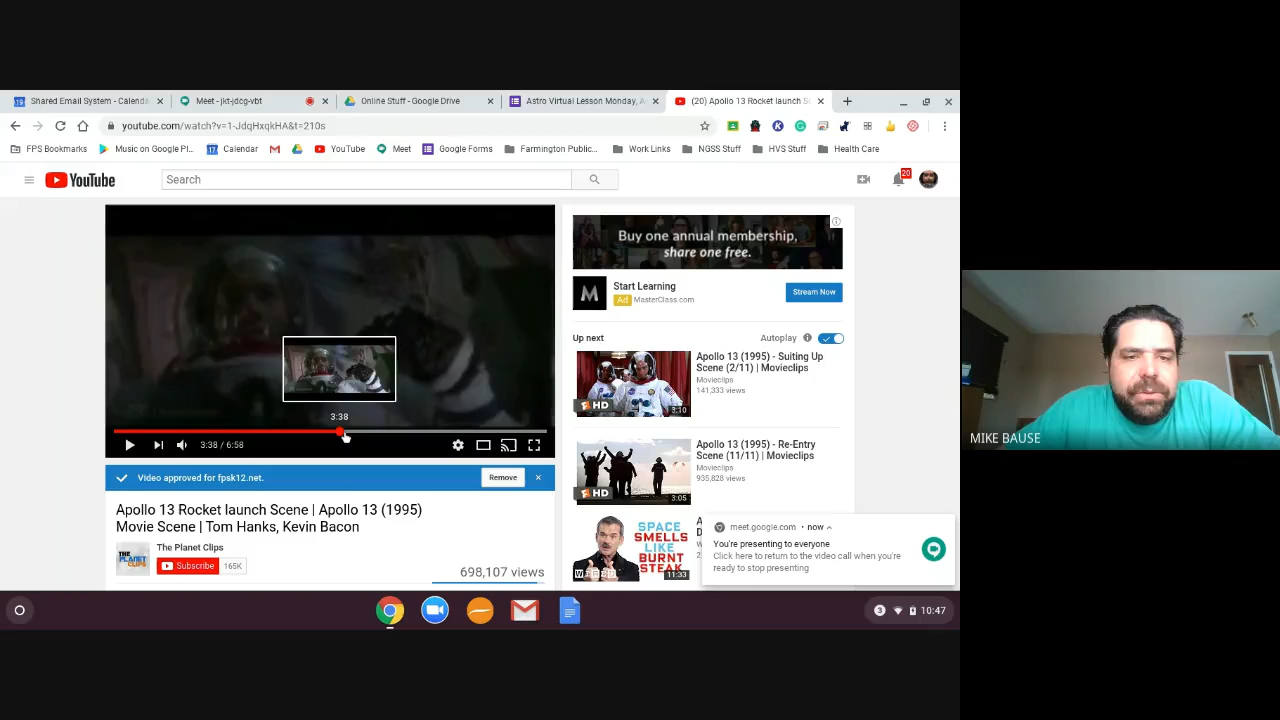 Shared Email System - Calenda
Meet - jkt-jdcg-vbt
Online Stuff - Google Drive
Astro Virtual Lesson Monday, A
(20) Apollo 13 Rocket launch S
youtube.com/watch?v=1-JdqHxqkHA&t=210s
FPS Bookmarks
Music on Google Pl...
Calendar
YouTube
Meet
Google Forms
Farmington Public...
Work Links
NGSS Stuff
HVS Stuff
Health Care
YouTube
Search
20
Buy one annual membership,
share one free.
M
Start Learning
Ad MasterClass.com
Stream Now
Up next
Autoplay
Apollo 13 (1995) - Suiting Up
Scene (2/11) | Movieclips
Movieclips
141,333 views
HD
3:10
Apollo 13 (1995) - Re-Entry
Scene (11/11) | Movieclips
Movieclips
935,828 views
HD
3:05
SPACE
SMELLS
LIKE
BURNT
STEAK
WIRED
11:33
3:38
3:38 / 6:58
Video approved for fpsk12.net.
Remove
Apollo 13 Rocket launch Scene | Apollo 13 (1995)
Movie Scene | Tom Hanks, Kevin Bacon
THE
PLANET
CLIPS
The Planet Clips
Subscribe 165K
698,107 views
meet.google.com • now
You're presenting to everyone
Click here to return to the video call when you're
ready to stop presenting
3
10:47
MIKE BAUSE